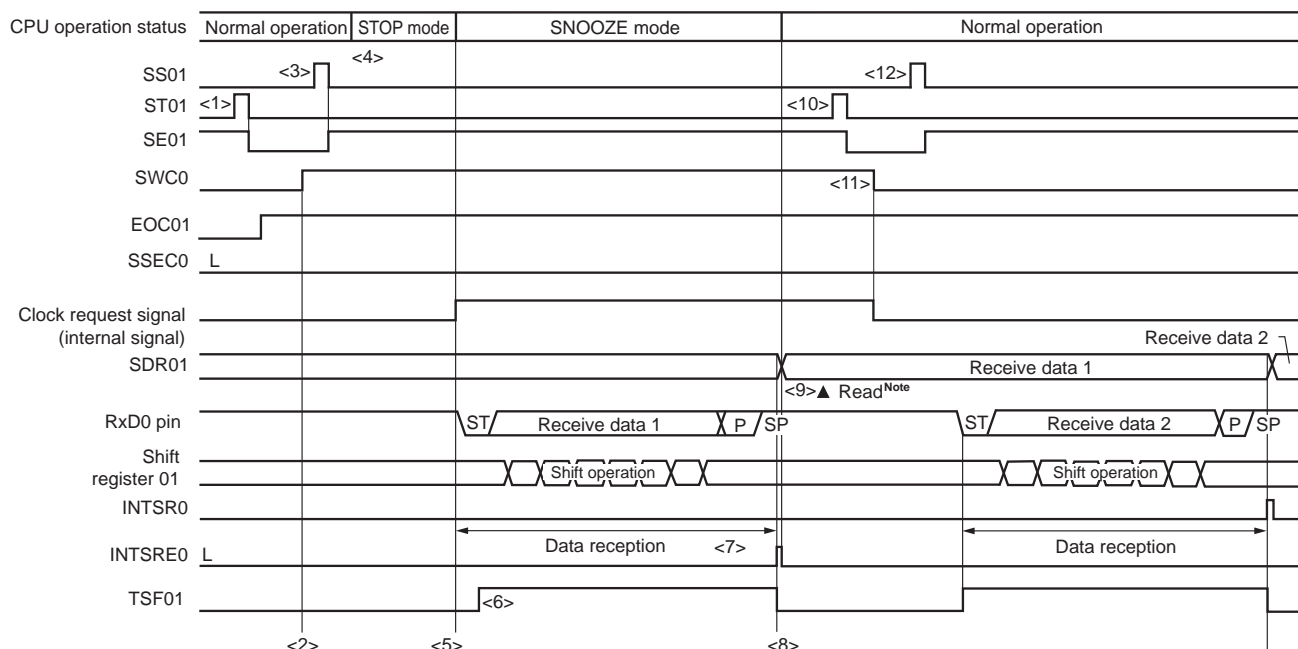 CPU operation status Normal operation STOP mode SNOOZE mode Normal operation
<4>
SS01 <3> <12>
ST01 <1> <10>
SE01
SWC0 <11>
EOC01
SSEC0 L
Clock request signal
(internal signal)
Receive data 2
SDR01 Receive data 1
<9>▲ Read Note
RxD0 pin ST Receive data 1 P SP ST Receive data 2 P SP
Shift
register 01 Shift operation Shift operation
INTSR0
Data reception <7> Data reception
INTSRE0 L
TSF01 <6>
<2> <5> <8>